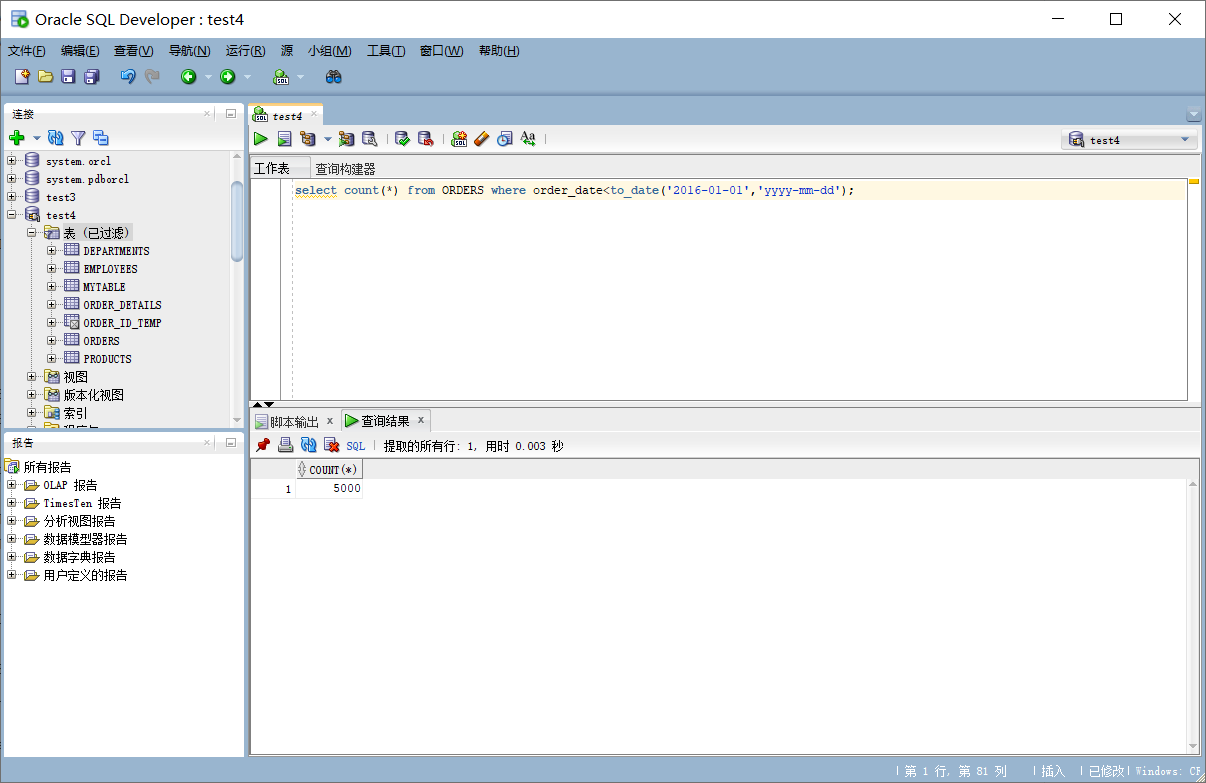 Oracle SQL Developer : test4
文件(F) 编辑(E) 查看(V) 导航(N) 运行(R) 源 小组(M) 工具(T) 窗口(W) 帮助(H)
连接
system.orcl
system.pdborcl
test3
test4
表 (已过滤)
DEPARTMENTS
EMPLOYEES
MYTABLE
ORDER_DETAILS
ORDER_ID_TEMP
ORDERS
PRODUCTS
视图
版本化视图
索引
报告
所有报告
OLAP 报告
TimesTen 报告
分析视图报告
数据模型器报告
数据字典报告
用户定义的报告
test4
test4
工作表 查询构建器
select count(*) from ORDERS where order_date<to_date('2016-01-01','yyyy-mm-dd');
脚本输出 查询结果
SQL 提取的所有行: 1, 用时 0.003 秒
COUNT(*)
1 5000
第 1 行, 第 81 列 插入 已修改 Windows: CR